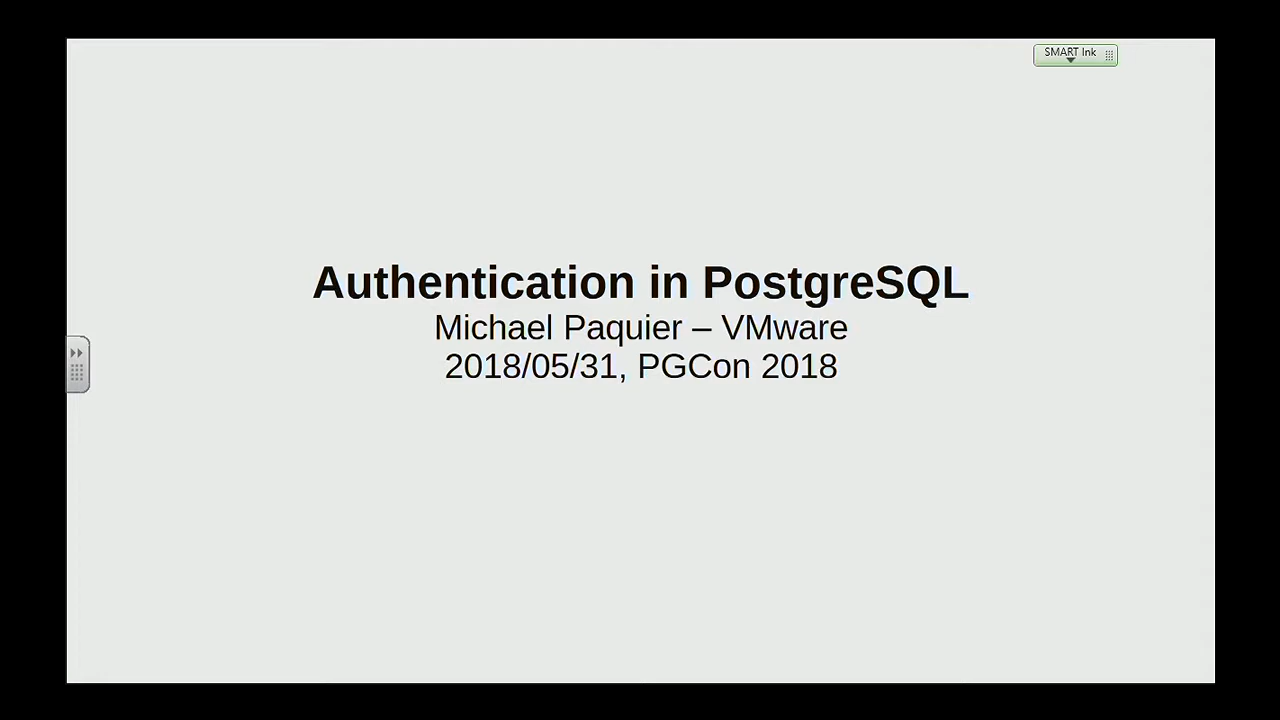 SMART Ink
Authentication in PostgreSQL
Michael Paquier – VMware
2018/05/31, PGCon 2018